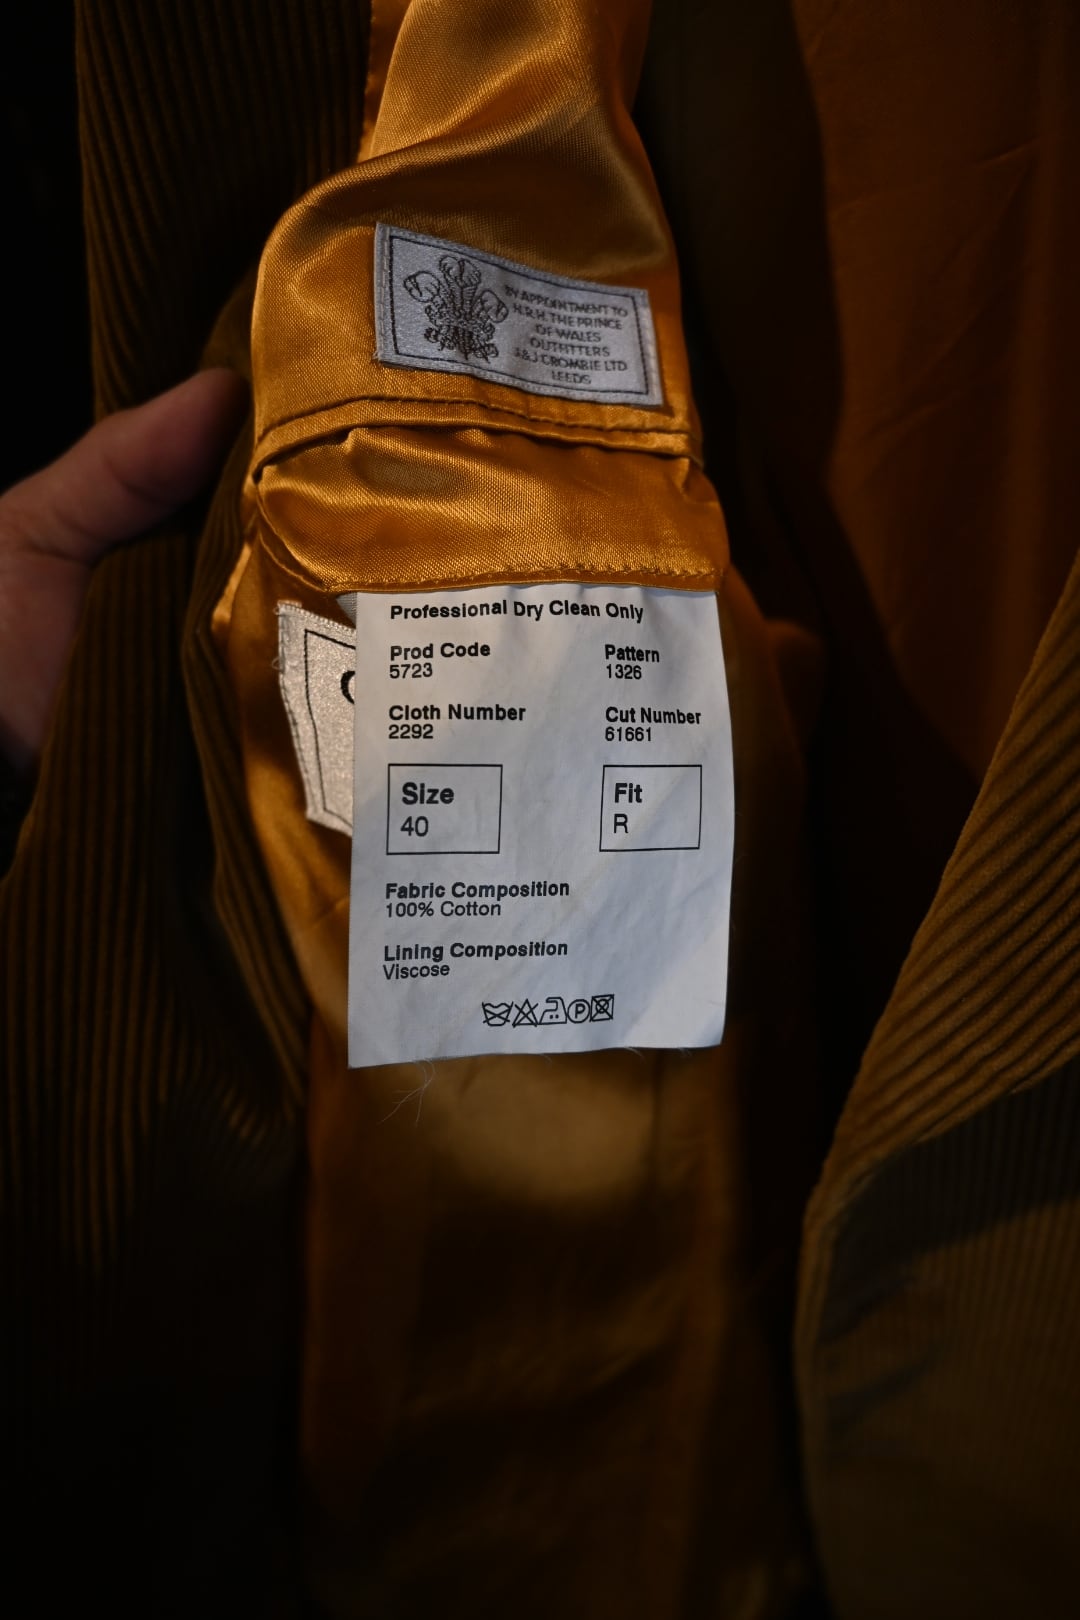 BY APPOINTMENT TO
H.R.H. THE PRINCE
OF WALES
OUTFITTERS
J&J CROMBIE LTD
LEEDS
Professional Dry Clean Only
Prod Code
5723
Pattern
1326
Cloth Number
2292
Cut Number
61661
Size
40
Fit
R
Fabric Composition
100% Cotton
Lining Composition
Viscose
P